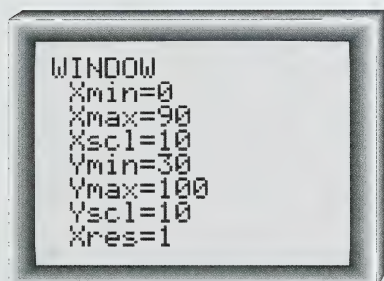 WINDOW
Xmin=0
Xmax=90
Xscl=10
Ymin=30
Ymax=100
Yscl=10
Xres=1